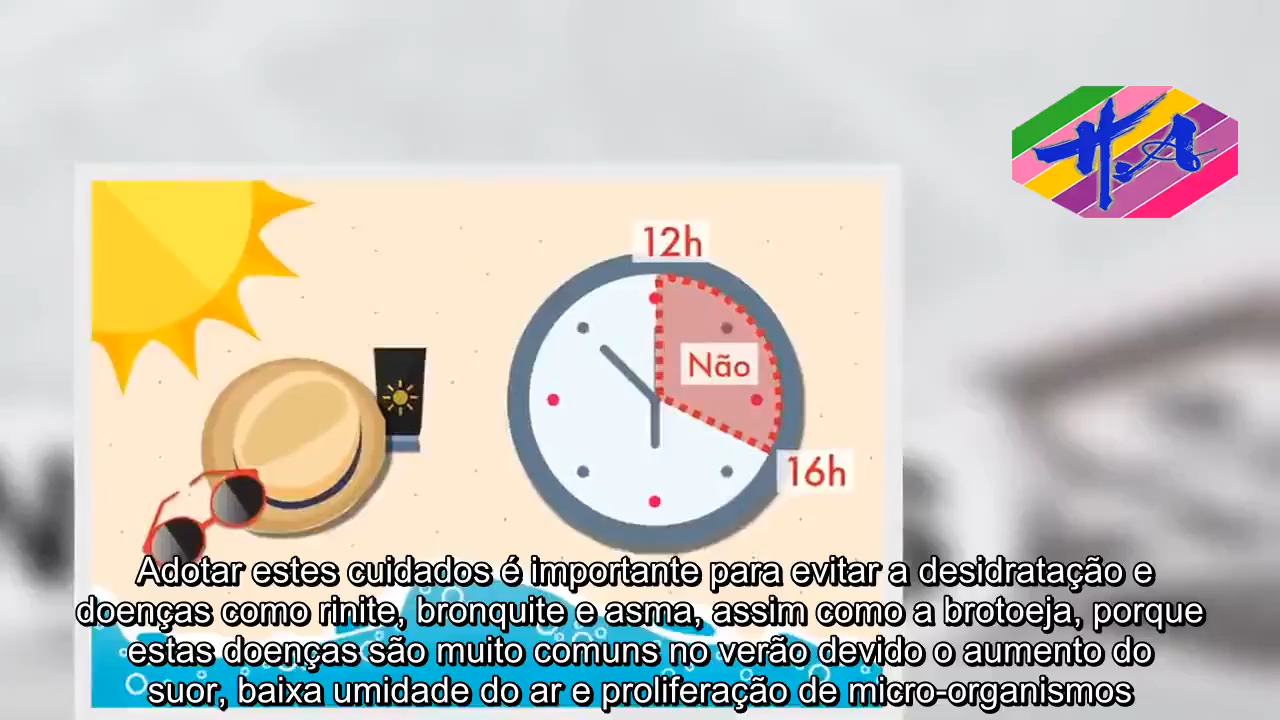 H.A
12h
Não
16h
Adotar estes cuidados é importante para evitar a desidratação e
doenças como rinite, bronquite e asma, assim como a brotoeja, porque
estas doenças são muito comuns no verão devido o aumento do
suor, baixa umidade do ar e proliferação de micro-organismos